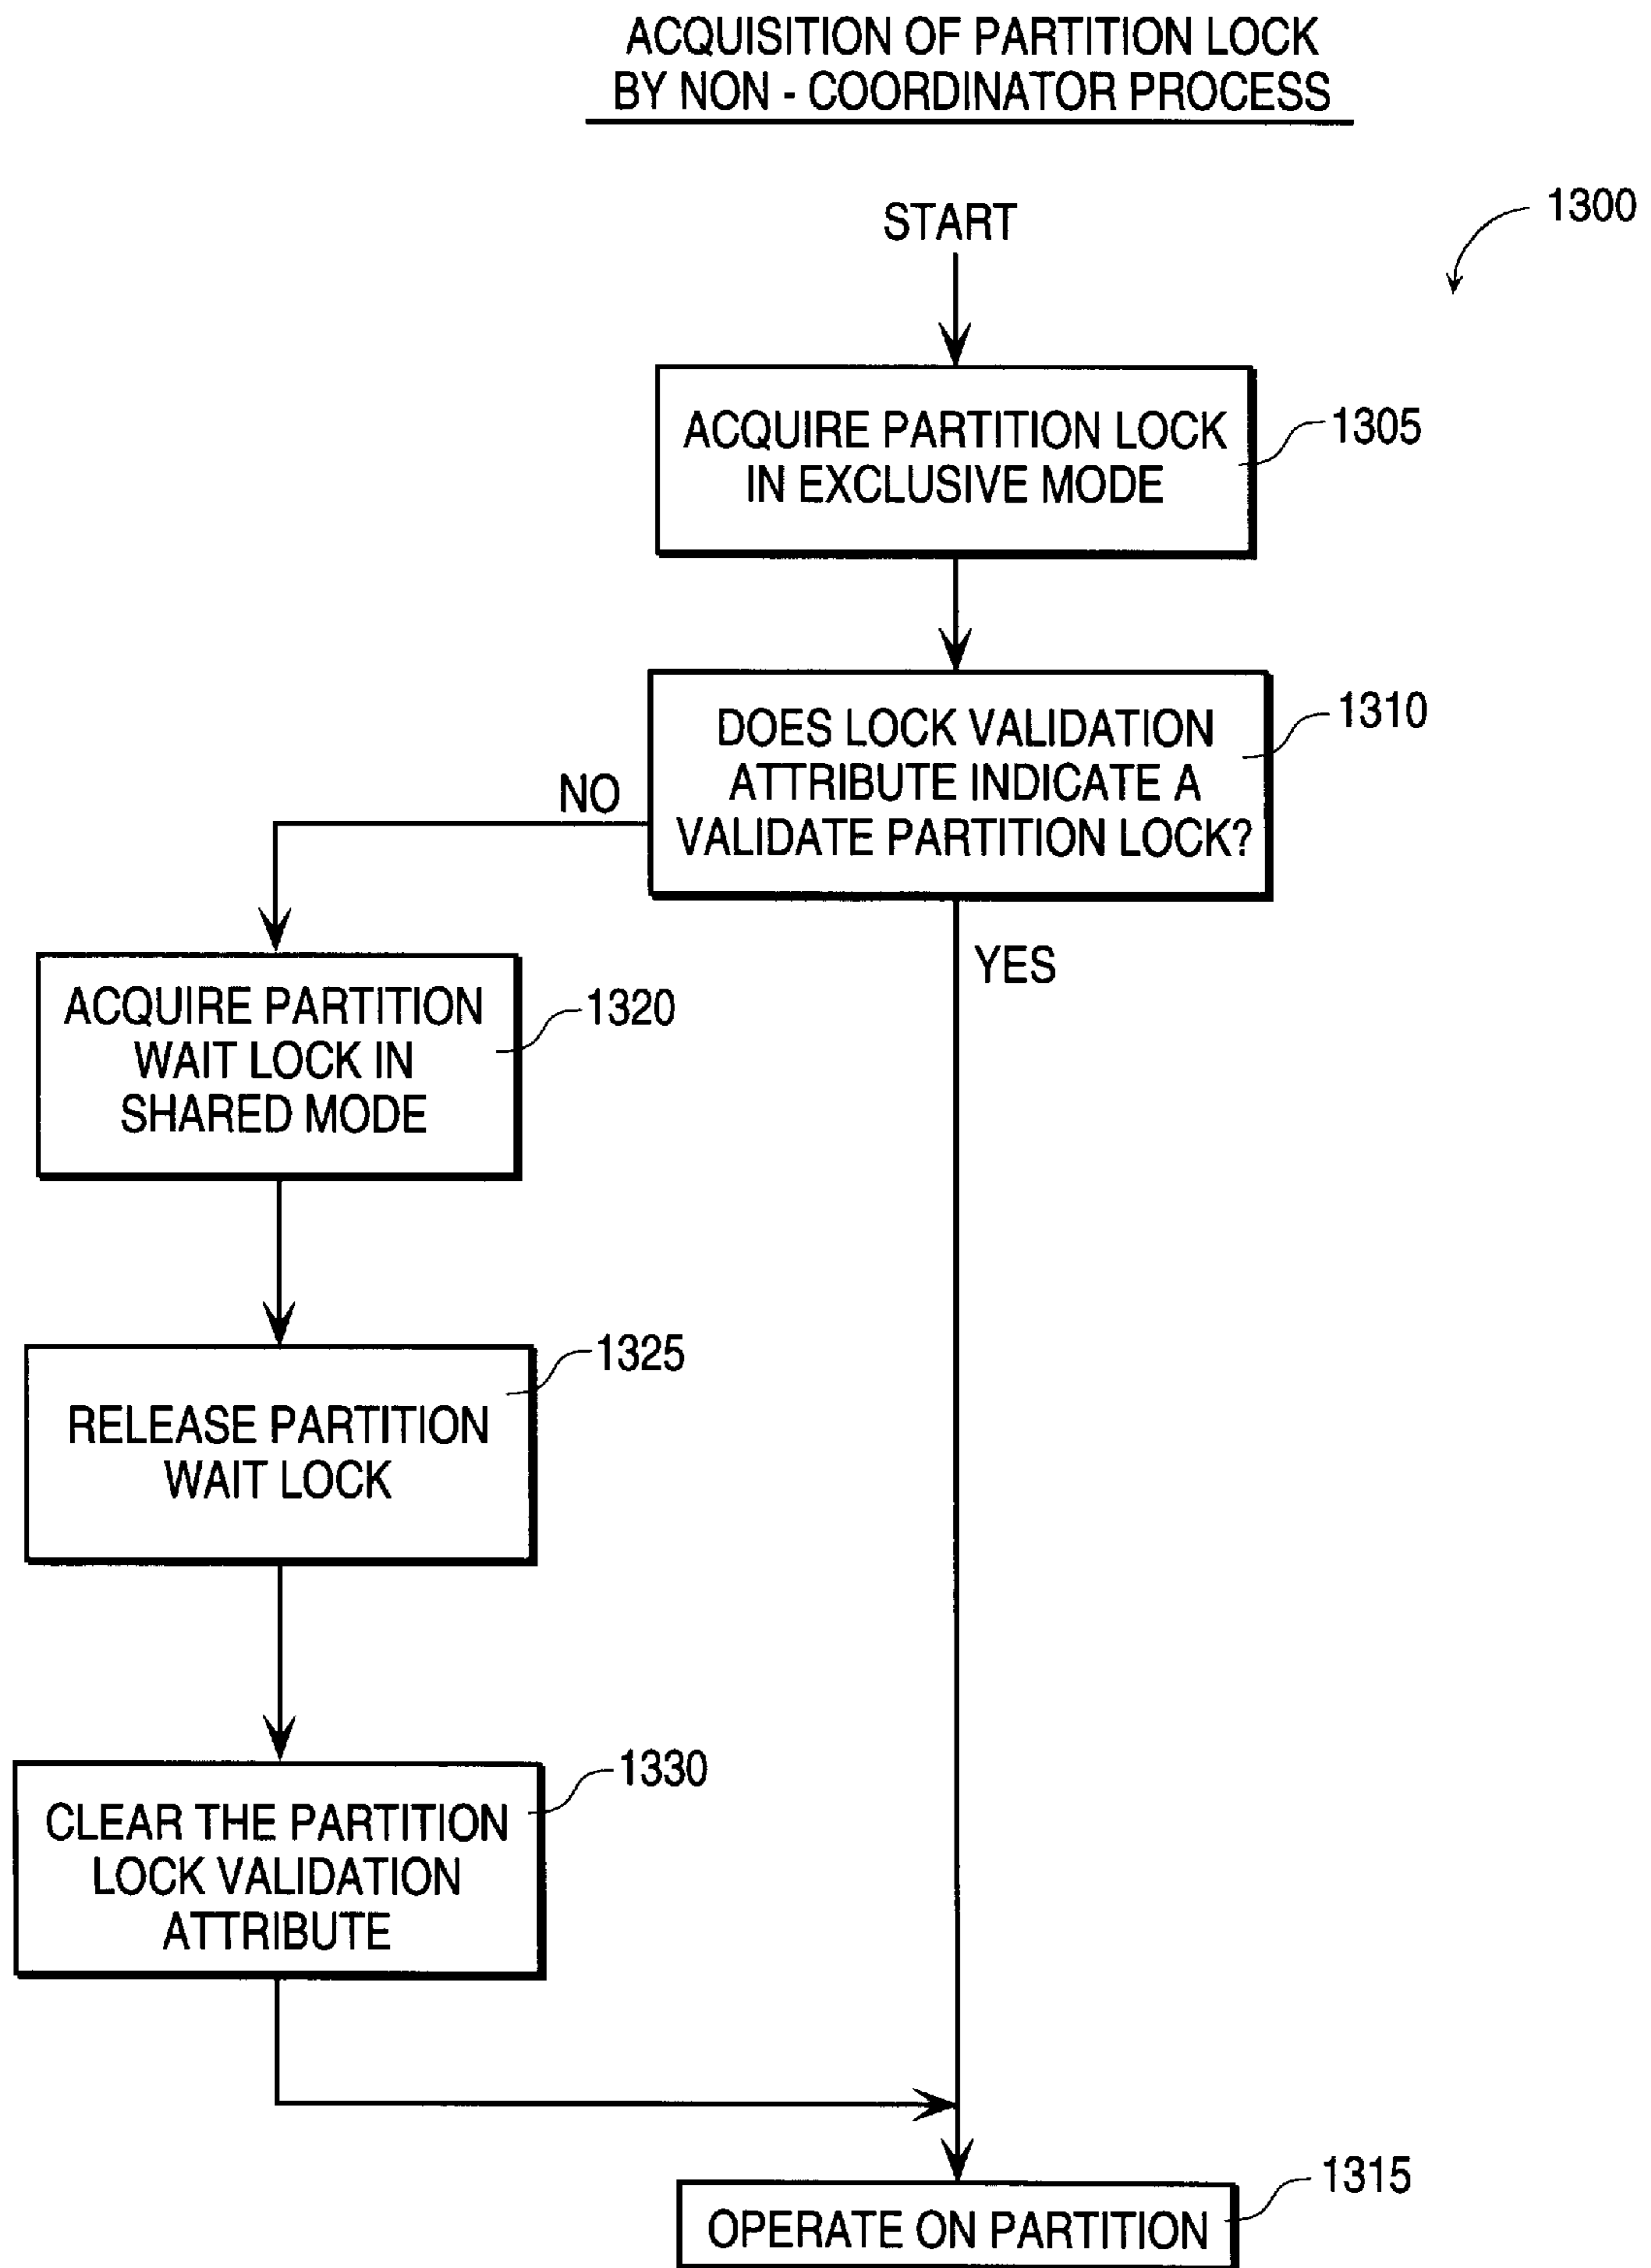 ACQUISITION OF PARTITION LOCK
BY NON - COORDINATOR PROCESS
1300
START
ACQUIRE PARTITION LOCK
IN EXCLUSIVE MODE
1305
DOES LOCK VALIDATION
ATTRIBUTE INDICATE A
VALIDATE PARTITION LOCK?
1310
NO
YES
ACQUIRE PARTITION
WAIT LOCK IN
SHARED MODE
1320
RELEASE PARTITION
WAIT LOCK
1325
CLEAR THE PARTITION
LOCK VALIDATION
ATTRIBUTE
1330
OPERATE ON PARTITION
1315